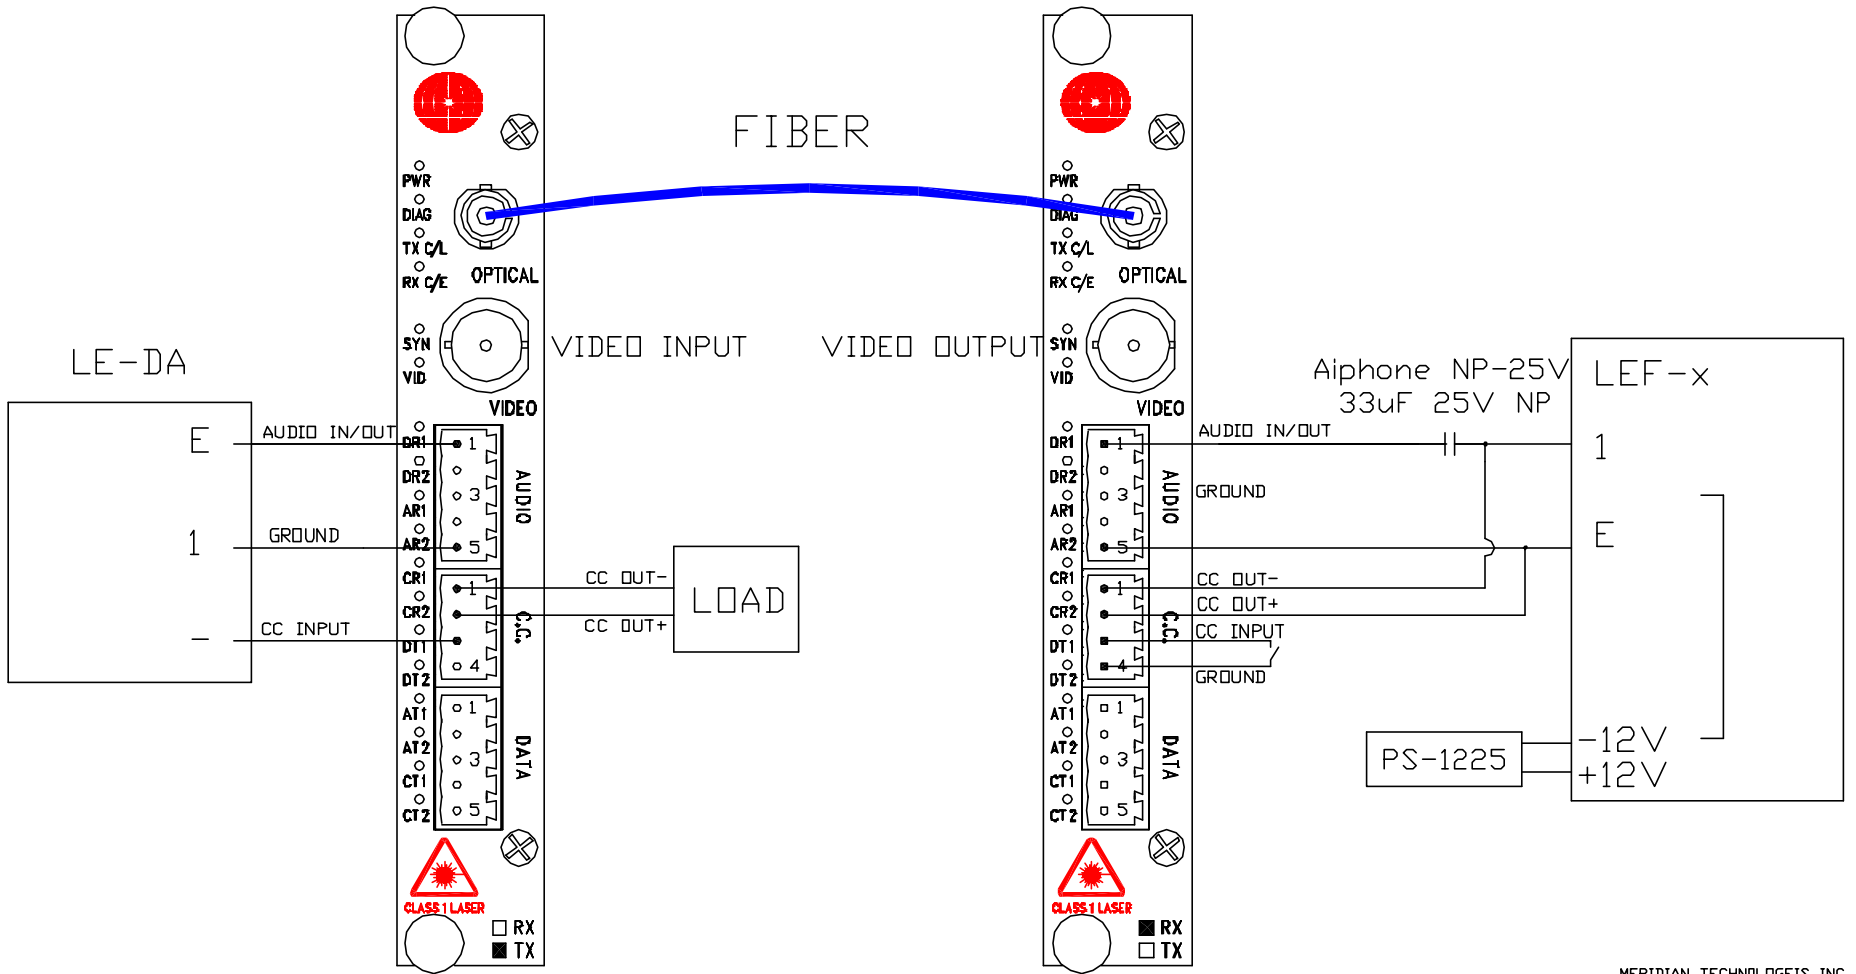 FIBER
PWR
DIAG
TX C/L
RX C/E
OPTICAL
SYN
VID
VIDEO
VIDEO INPUT
DR1
DR2
AR1
AR2
CR1
CR2
DT1
DT2
AT1
AT2
CT1
CT2
1
3
5
AUDIO
1
4
C.C.
1
3
5
DATA
CLASS 1 LASER
RX
TX
LE-DA
E
AUDIO IN/OUT
1
GROUND
-
CC INPUT
CC OUT-
CC OUT+
LOAD
PWR
DIAG
TX C/L
RX C/E
OPTICAL
VIDEO OUTPUT
SYN
VID
VIDEO
DR1
DR2
AR1
AR2
CR1
CR2
DT1
DT2
AT1
AT2
CT1
CT2
1
3
5
AUDIO
1
4
C.C.
1
3
5
DATA
CLASS 1 LASER
RX
TX
Aiphone NP-25V
33uF 25V NP
AUDIO IN/OUT
GROUND
CC OUT-
CC OUT+
CC INPUT
GROUND
LEF-x
1
E
-12V
+12V
PS-1225
MERIDIAN TECHNOLOGEIS INC